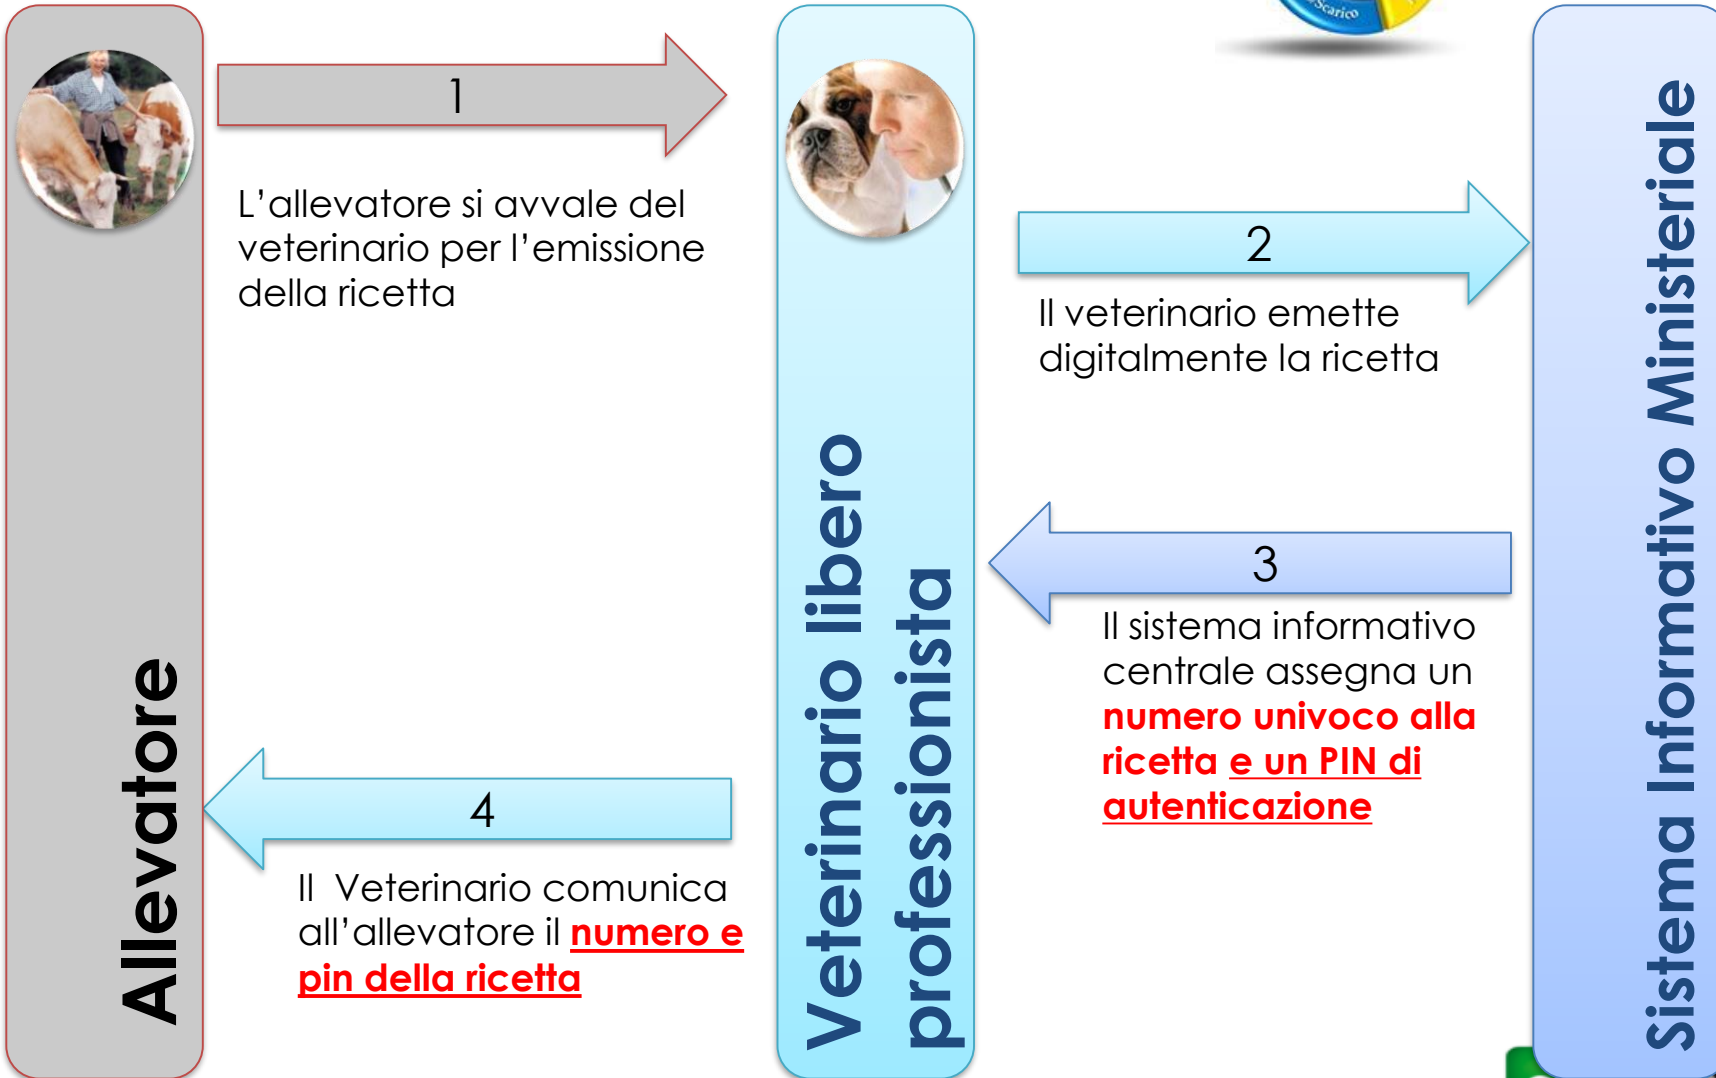 Scarico
Allevatore
1
L'allevatore si avvale del
veterinario per l'emissione
della ricetta
Veterinario libero
professionista
2
Il veterinario emette
digitalmente la ricetta
Sistema Informativo Ministeriale
3
Il sistema informativo
centrale assegna un
numero univoco alla
ricetta e un PIN di
autenticazione
4
Il  Veterinario comunica
all'allevatore il numero e
pin della ricetta